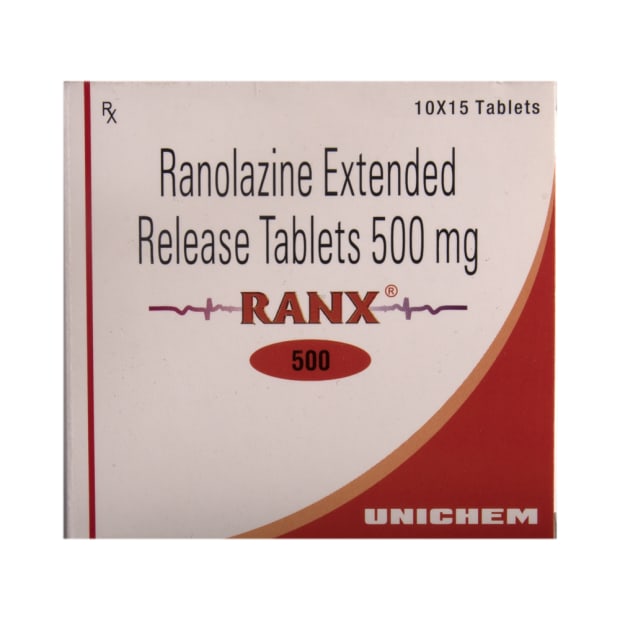 Rx
10X15 Tablets
Ranolazine Extended
Release Tablets 500 mg
RANX®
500
UNICHEM